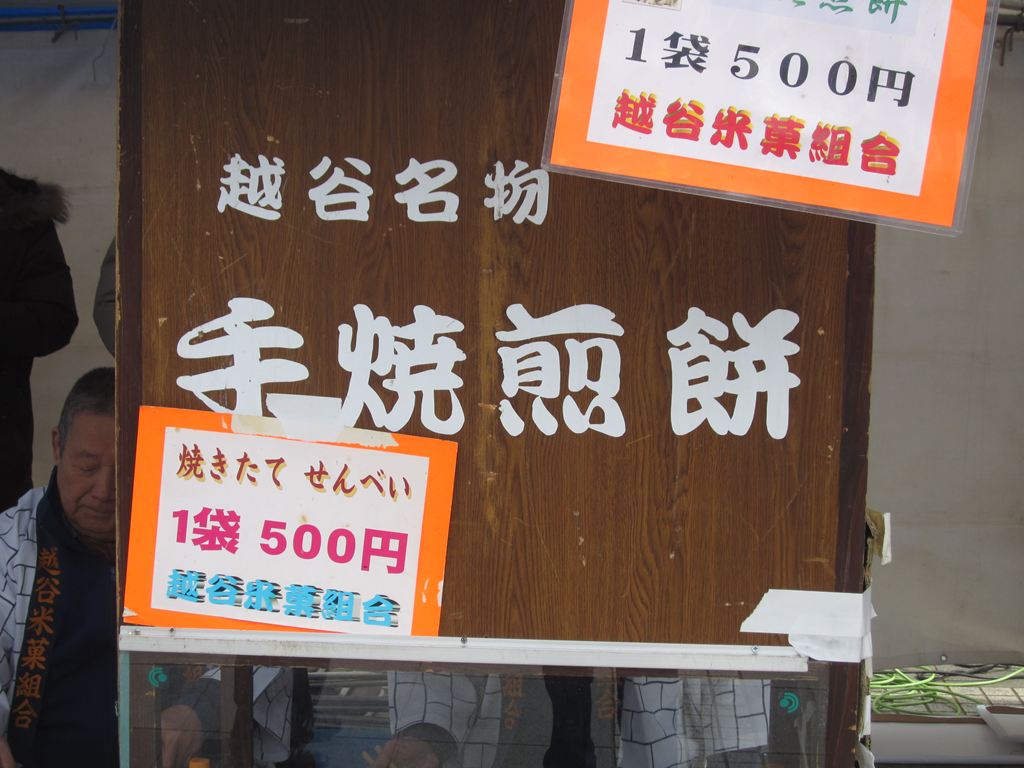 煎餅
1袋500円
越谷米菓組合
越谷名物
手焼煎餅
焼きたて せんべい
1袋 500円
越谷米菓組合
越谷米菓組合